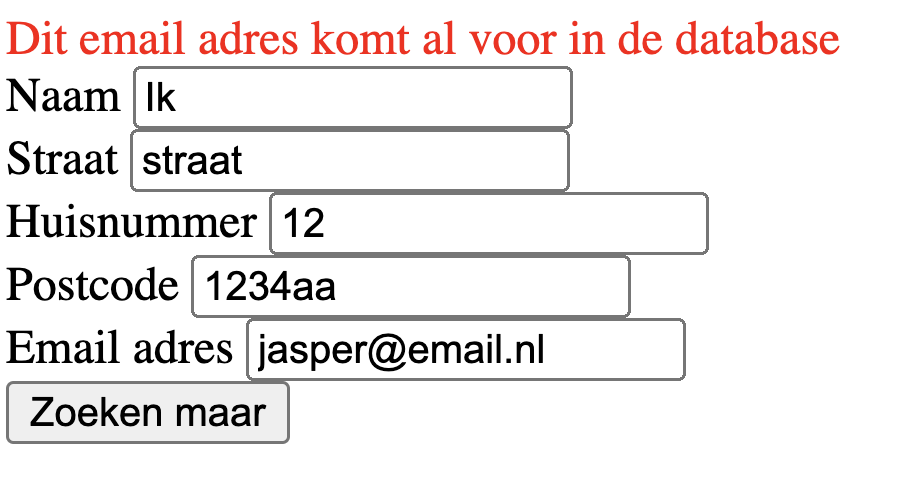 Dit email adres komt al voor in de database
Naam Ik
Straat straat
Huisnummer 12
Postcode 1234aa
Email adres jasper@email.nl
Zoeken maar